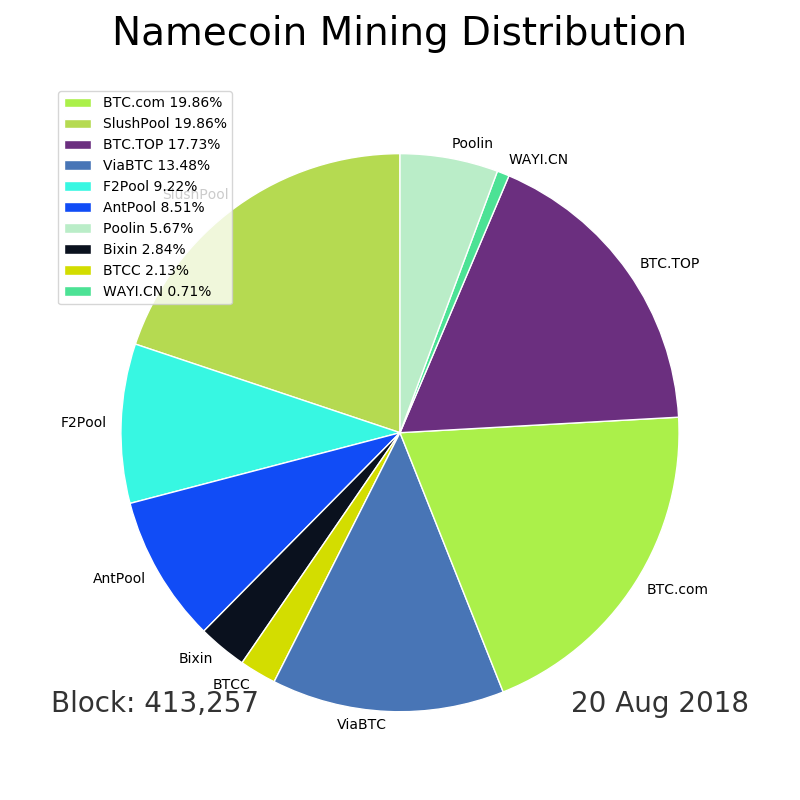 Namecoin Mining Distribution
BTC.com 19.86%
SlushPool 19.86%
BTC.TOP 17.73%
ViaBTC 13.48%
F2Pool 9.22%
AntPool 8.51%
Poolin 5.67%
Bixin 2.84%
BTCC 2.13%
WAYI.CN 0.71%
Poolin
WAYI.CN
SlushPool
BTC.TOP
F2Pool
AntPool
BTC.com
Bixin
BTCC
ViaBTC
Block: 413,257
20 Aug 2018